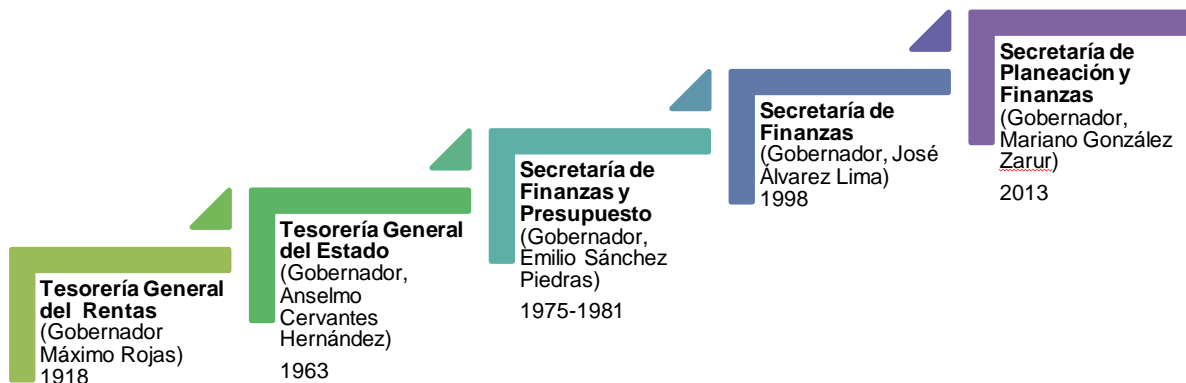 Tesorería General
del Rentas
(Gobernador
Máximo Rojas)
1918
Tesorería General
del Estado
(Gobernador,
Anselmo
Cervantes
Hernández)
1963
Secretaría de
Finanzas y
Presupuesto
(Gobernador,
Emilio Sánchez
Piedras)
1975-1981
Secretaría de
Finanzas
(Gobernador, José
Álvarez Lima)
1998
Secretaría de
Planeación y
Finanzas
(Gobernador,
Mariano González
Zarur)
2013